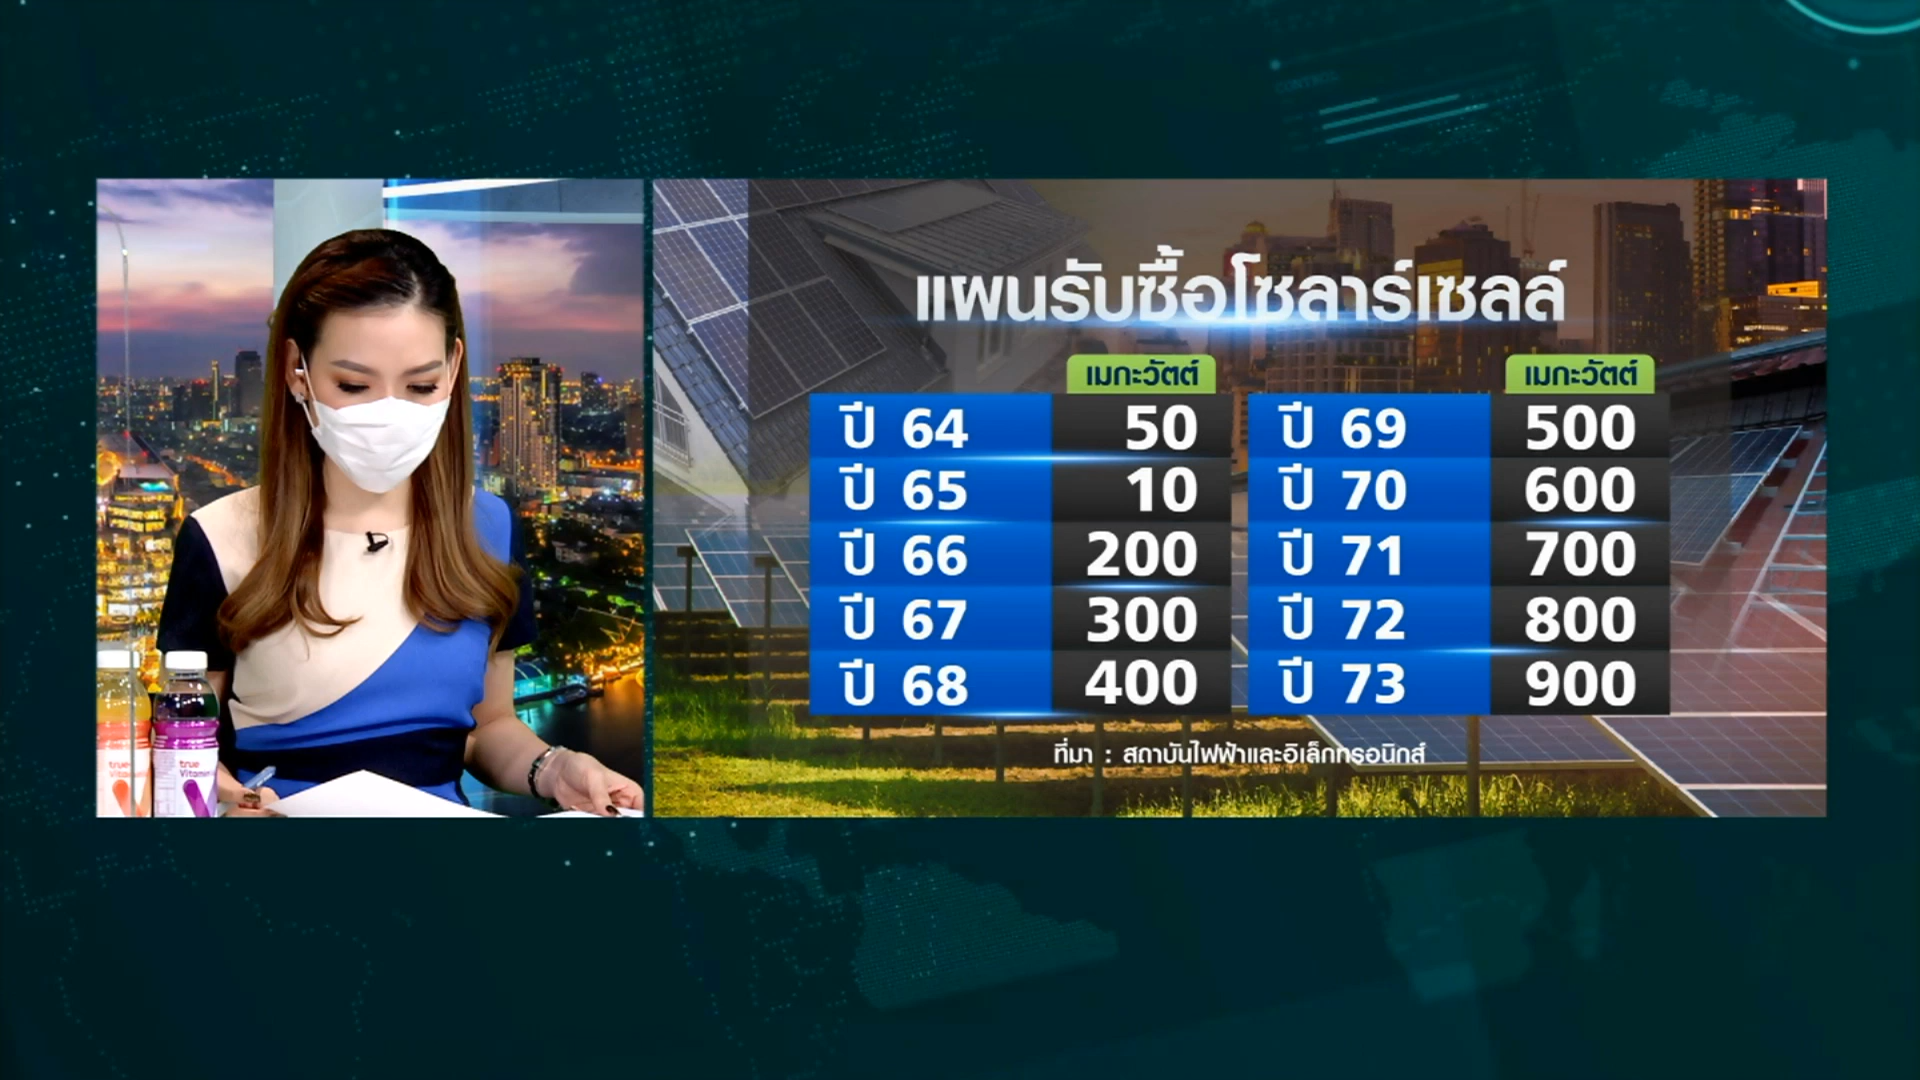 แผนรับซื้อโซลาร์เซลล์
เมกะวัตต์
ปี 64 50
ปี 65 10
ปี 66 200
ปี 67 300
ปี 68 400
เมกะวัตต์
ปี 69 500
ปี 70 600
ปี 71 700
ปี 72 800
ปี 73 900
ที่มา : สถาบันไฟฟ้าและอิเล็กทรอนิกส์
true
true